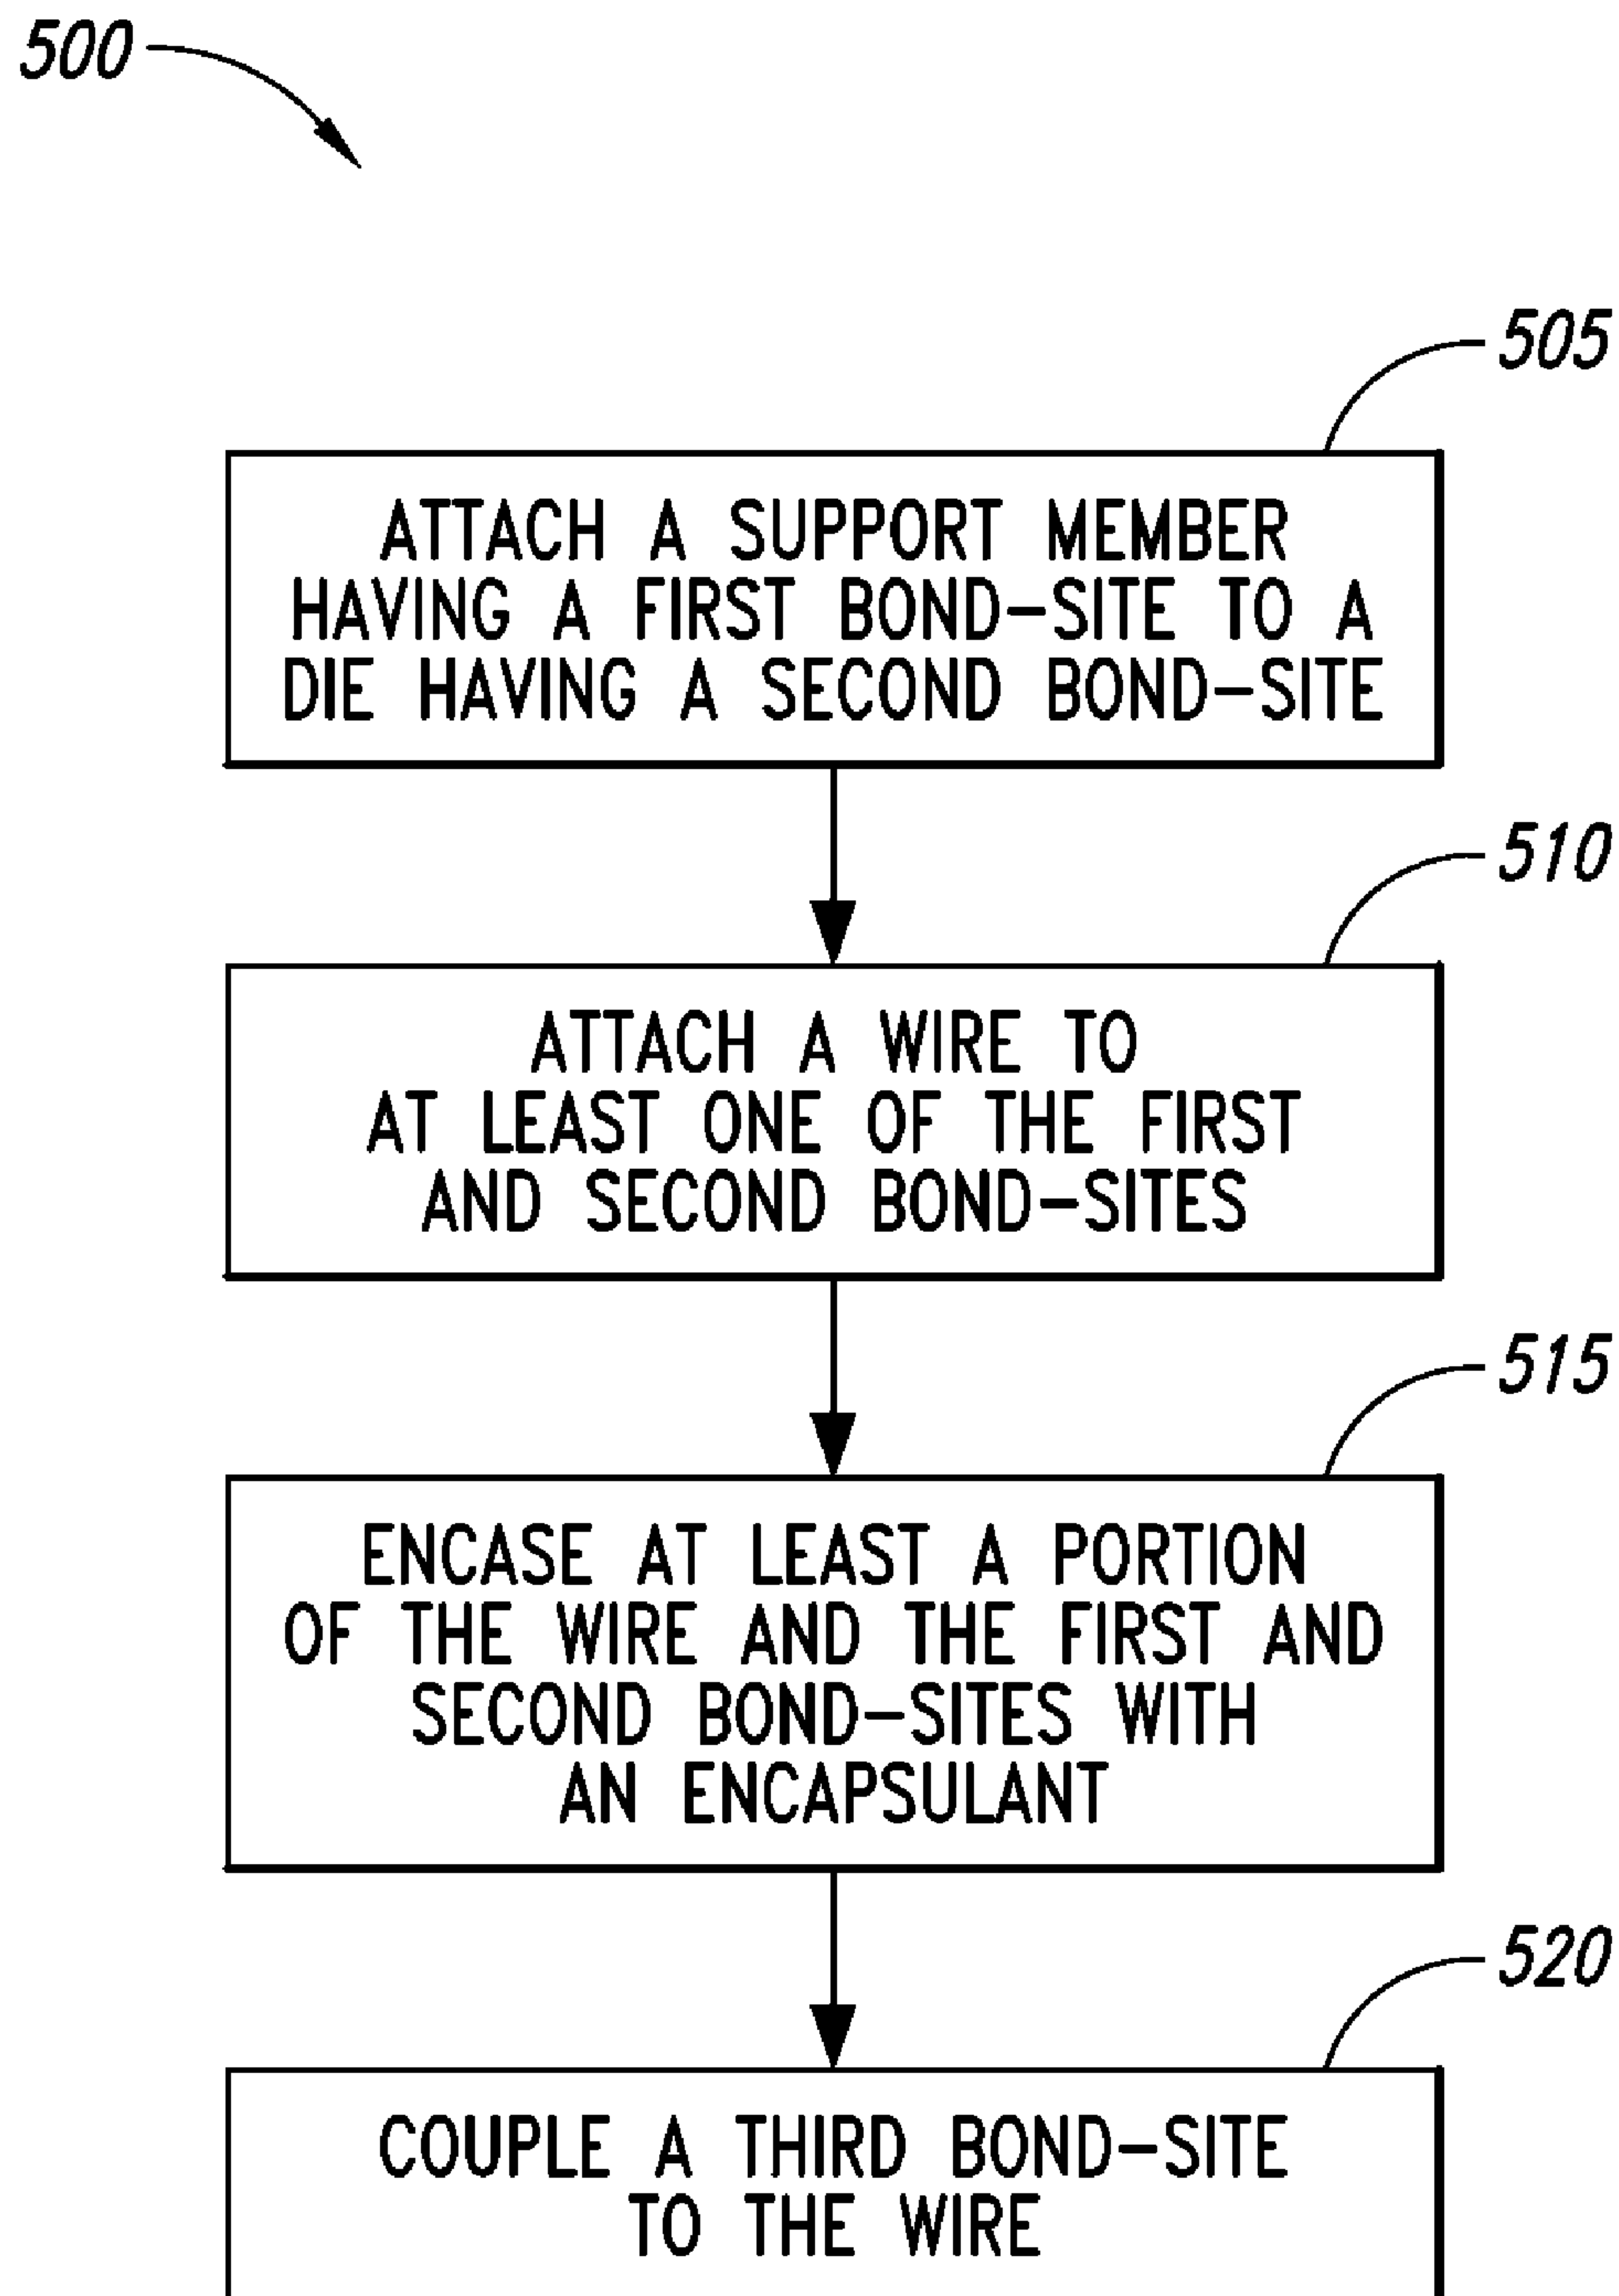 500
505
ATTACH A SUPPORT MEMBER
HAVING A FIRST BOND-SITE TO A
DIE HAVING A SECOND BOND-SITE
510
ATTACH A WIRE TO
AT LEAST ONE OF THE FIRST
AND SECOND BOND-SITES
515
ENCASE AT LEAST A PORTION
OF THE WIRE AND THE FIRST AND
SECOND BOND-SITES WITH
AN ENCAPSULANT
520
COUPLE A THIRD BOND-SITE
TO THE WIRE